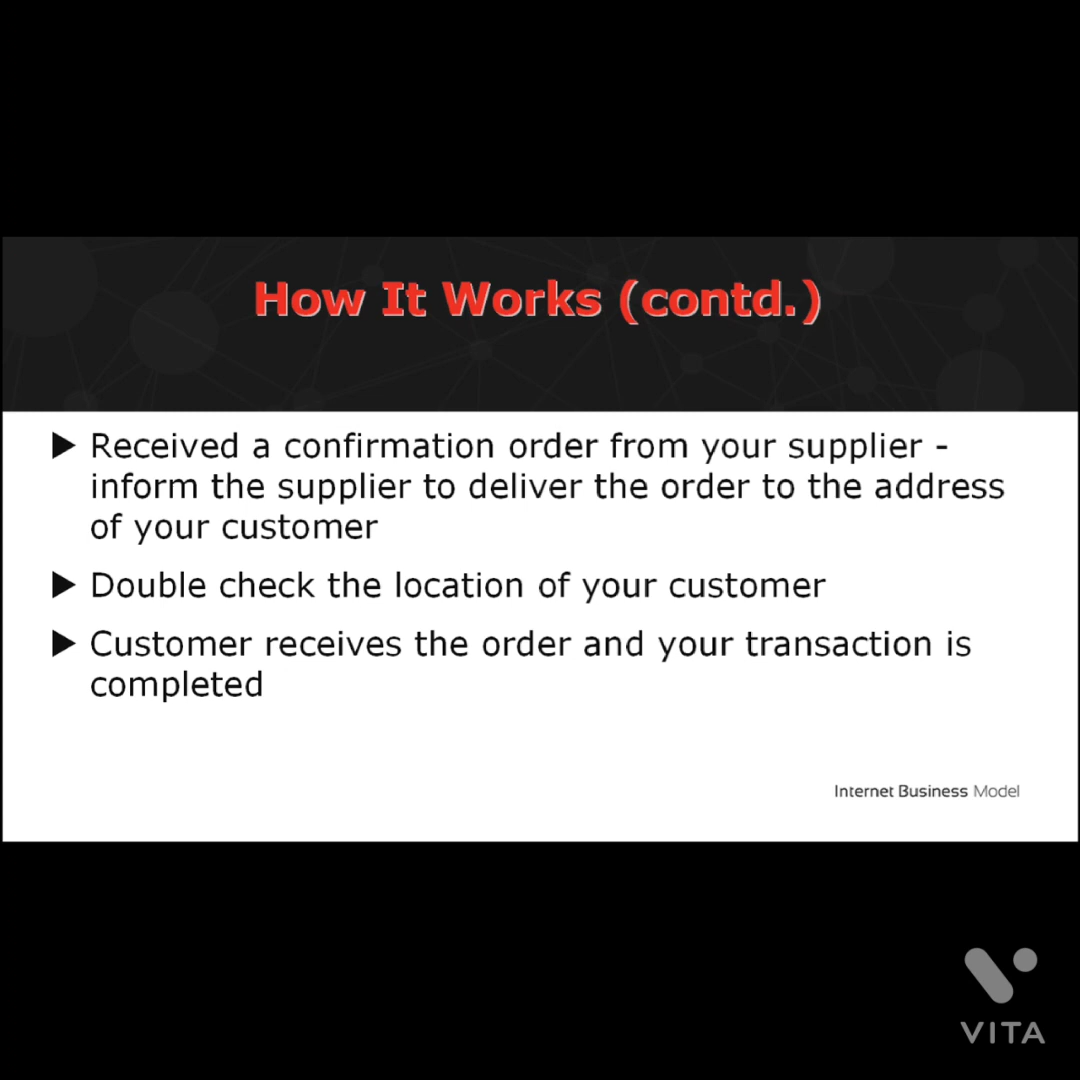 How It Works (contd.)
▶ Received a confirmation order from your supplier -
inform the supplier to deliver the order to the address
of your customer
▶ Double check the location of your customer
▶ Customer receives the order and your transaction is
completed
Internet Business Model
VITA